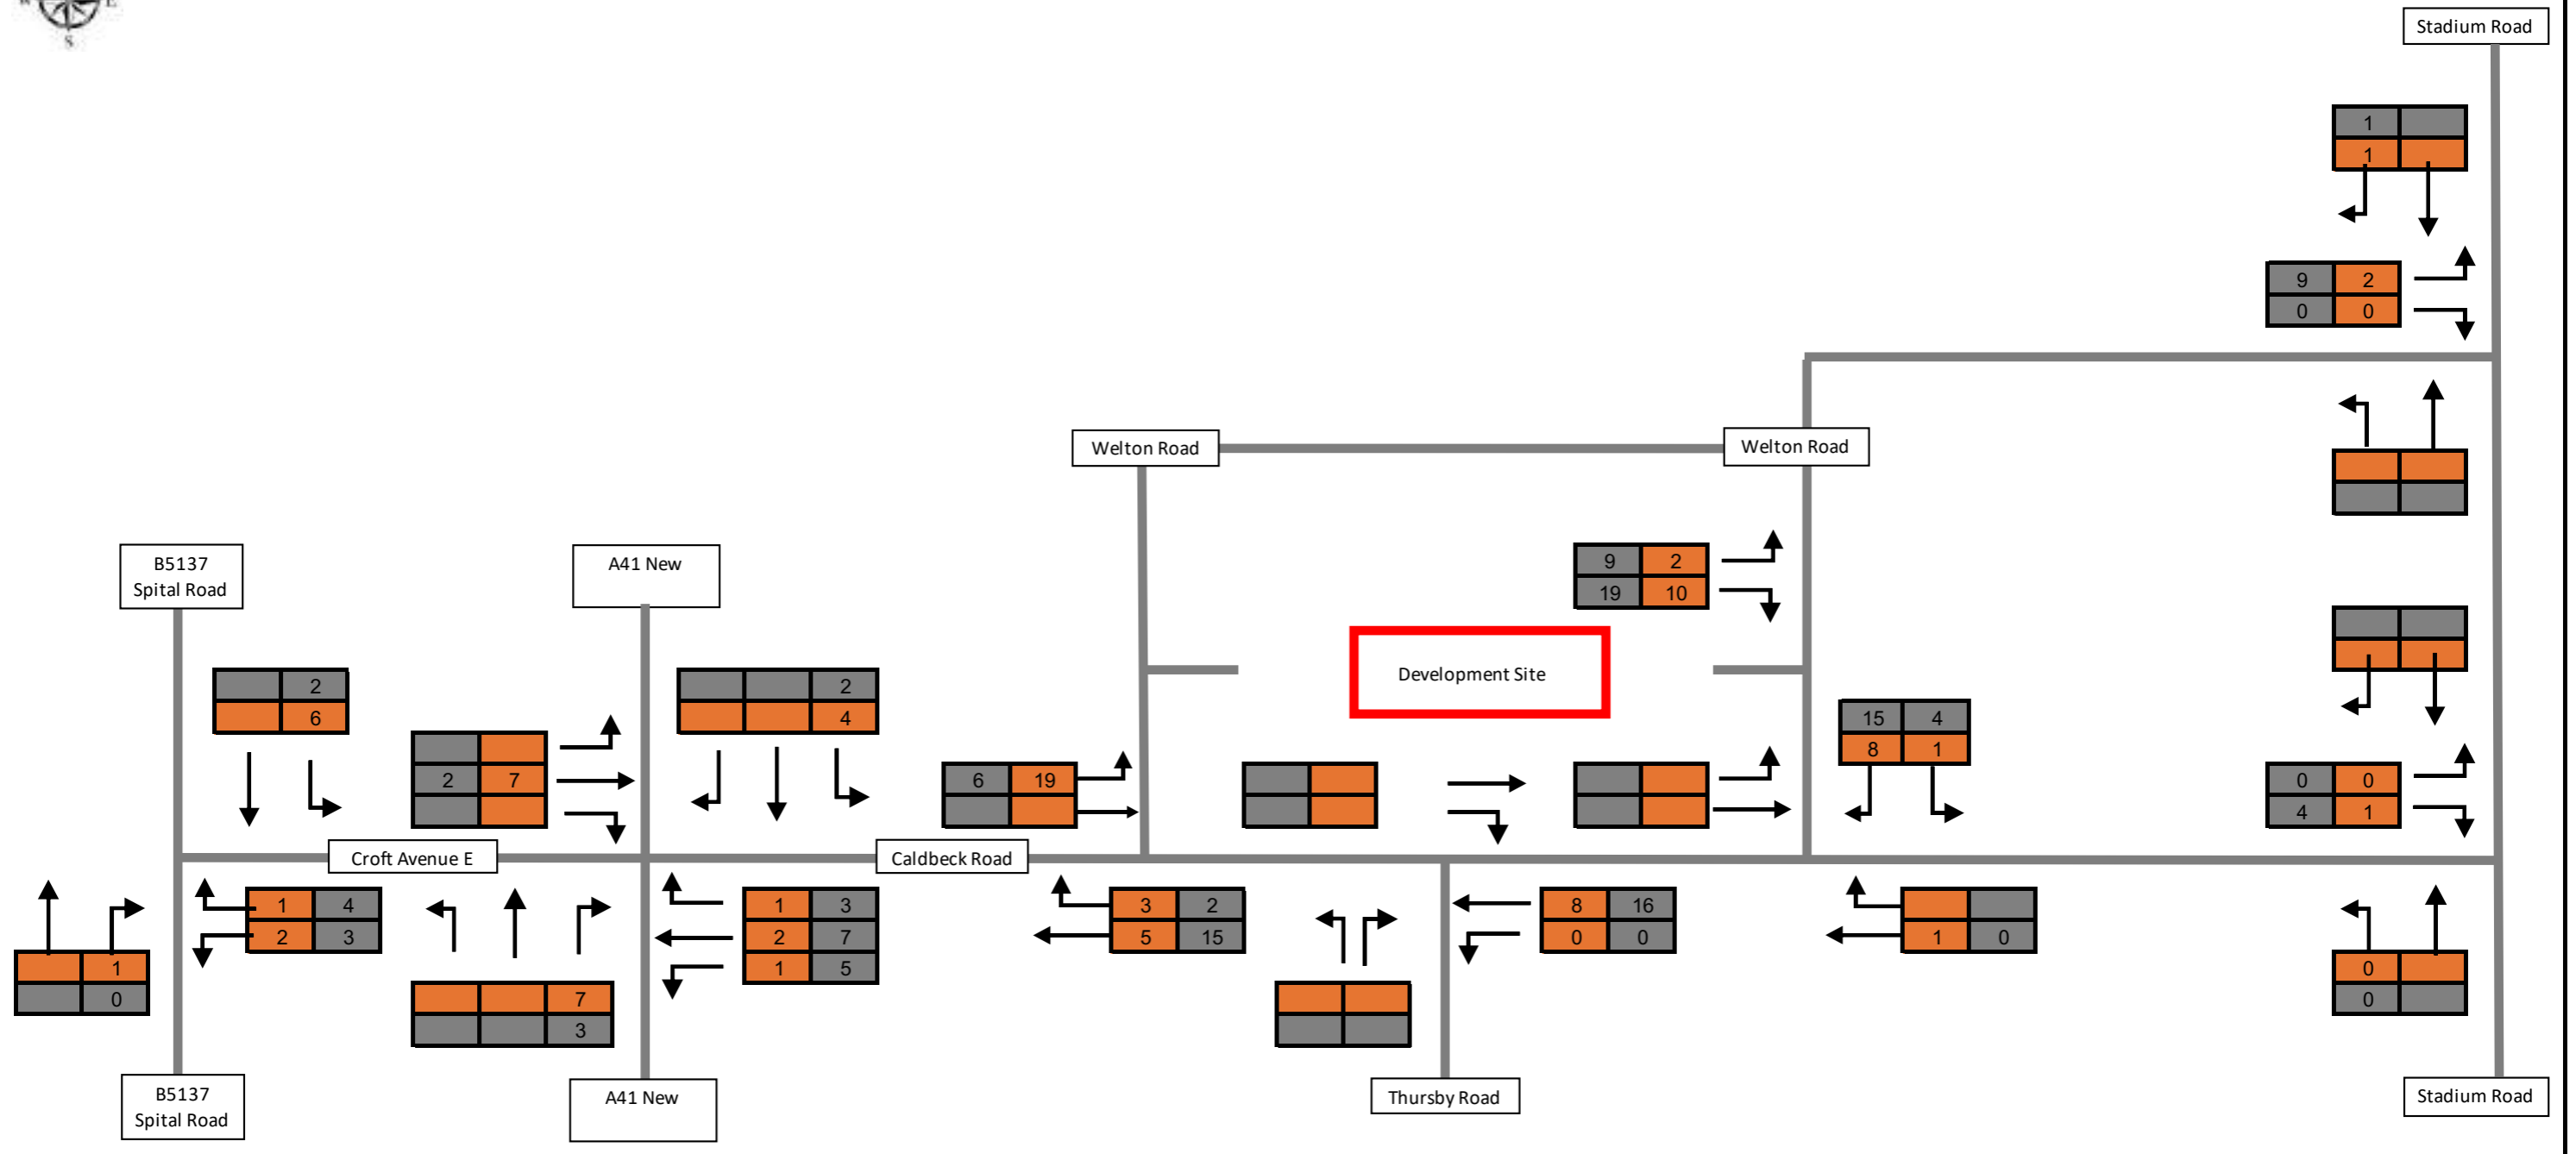 W E
S
Stadium Road
1
1
9 2
0 0
Welton Road
Welton Road
B5137
Spital Road
A41 New
9 2
19 10
Development Site
2
6
2
4
2 7
6 19
15 4
8 1
0 0
4 1
Croft Avenue E
Caldbeck Road
1 4
2 3
1 3
2 7
1 5
3 2
5 15
8 16
0 0
1 0
1
0
7
3
0
0
B5137
Spital Road
A41 New
Thursby Road
Stadium Road